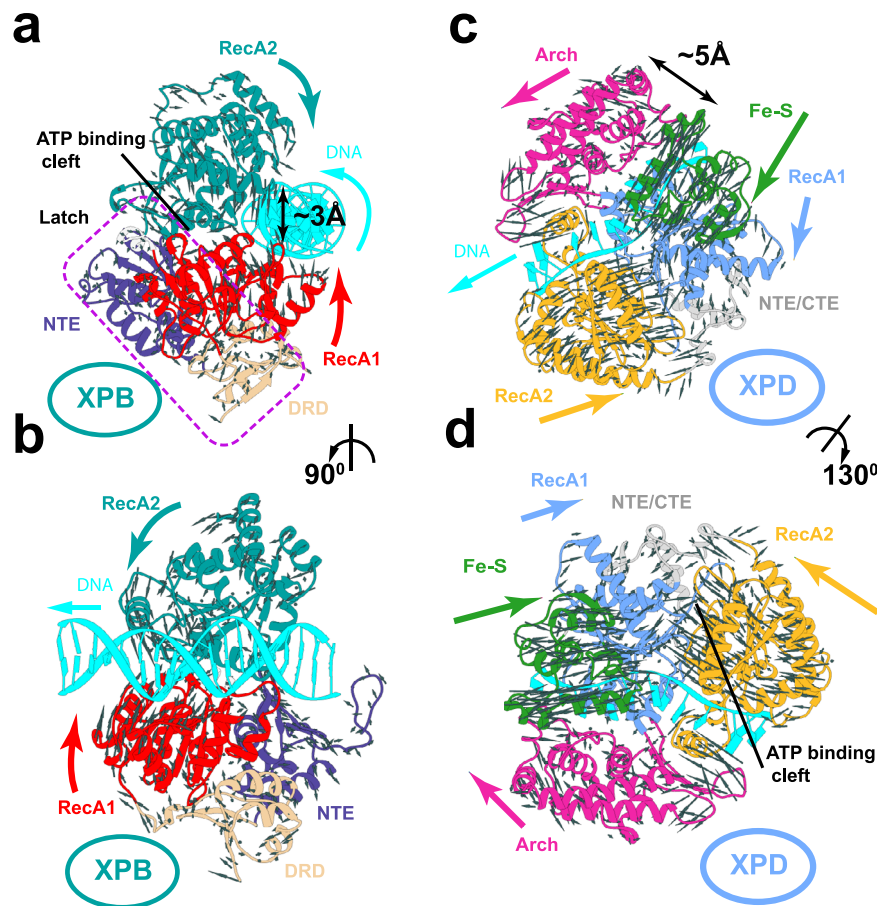 a
RecA2
ATP binding
cleft
DNA
Latch
~3Å
NTE
RecA1
DRD
XPB
c
Arch
~5Å
Fe-S
RecA1
DNA
NTE/CTE
RecA2
XPD
b
90⁰
RecA2
DNA
RecA1
NTE
DRD
XPB
d
130⁰
RecA1
NTE/CTE
RecA2
Fe-S
ATP binding
cleft
Arch
XPD